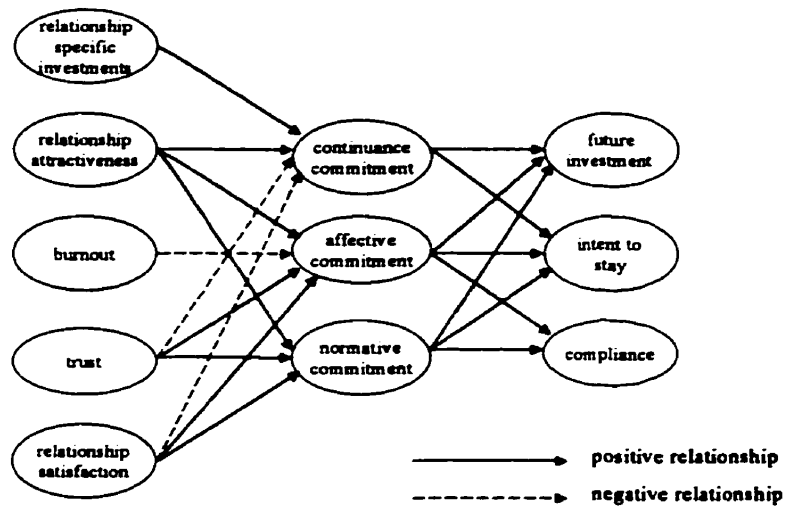 relationship
specific
investments
relationship
attractiveness
burnout
trust
relationship
satisfaction
continuance
commitment
affective
commitment
normative
commitment
future
investment
intent to
stay
compliance
positive relationship
negative relationship